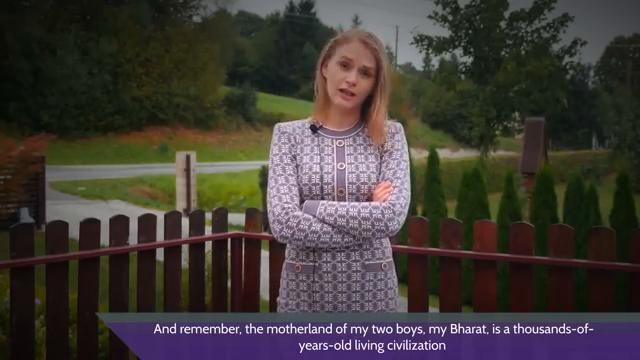 And remember, the motherland of my two boys, my Bharat, is a thousands-of-
years-old living civilization